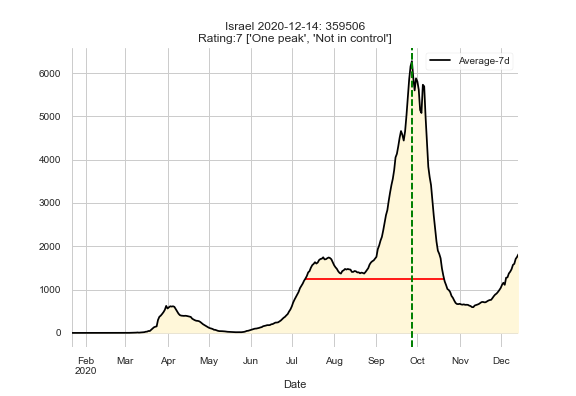 Israel 2020-12-14: 359506
Rating:7 ['One peak', 'Not in control']
Average-7d
6000
5000
4000
3000
2000
1000
0
Feb Mar Apr May Jun Jul Aug Sep Oct Nov Dec
2020
Date